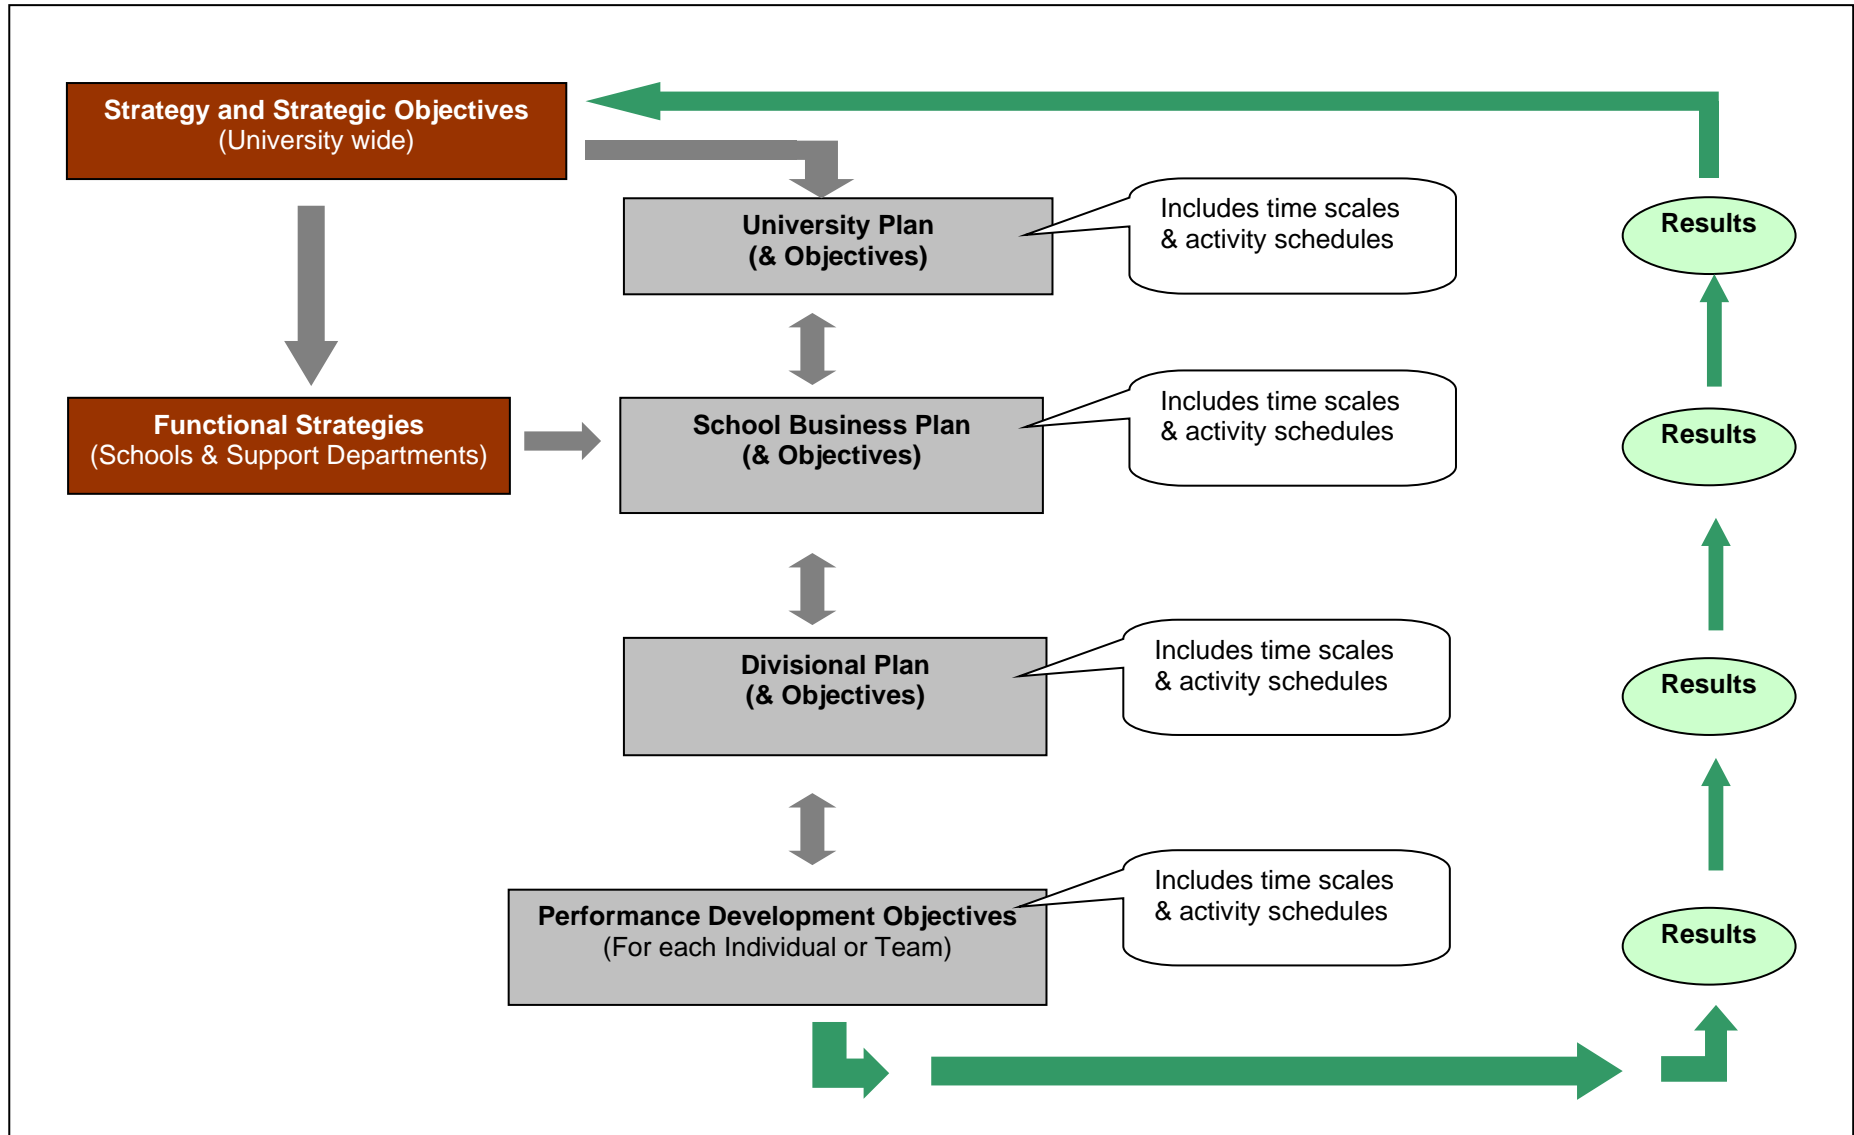 Strategy and Strategic Objectives
(University wide)
University Plan
(& Objectives)
Includes time scales
& activity schedules
Results
Functional Strategies
(Schools & Support Departments)
School Business Plan
(& Objectives)
Includes time scales
& activity schedules
Results
Divisional Plan
(& Objectives)
Includes time scales
& activity schedules
Results
Performance Development Objectives
(For each Individual or Team)
Includes time scales
& activity schedules
Results